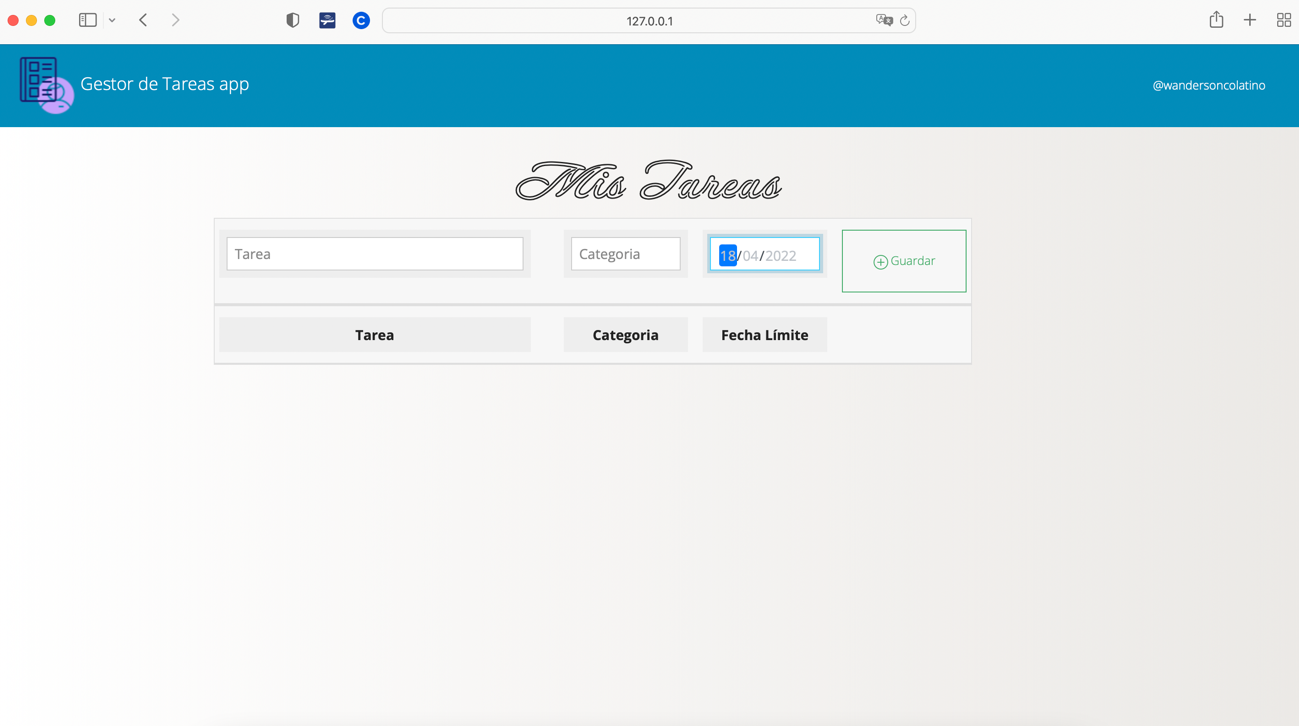 127.0.0.1
Gestor de Tareas app
@wandersoncolatino
Mis Tareas
Tarea Categoria 18/04/2022 Guardar
Tarea Categoria Fecha Límite